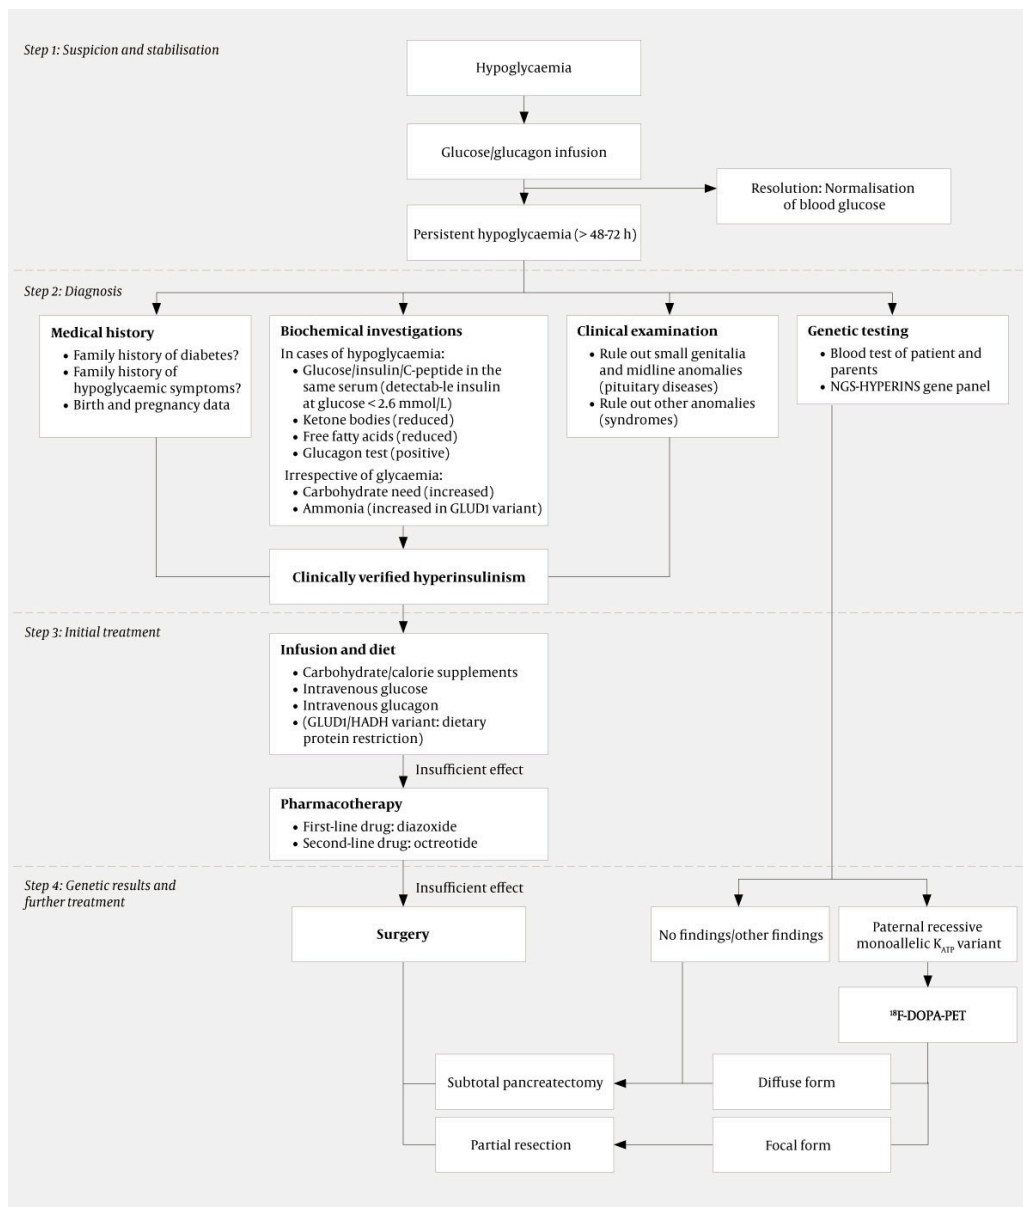 Step 1: Suspicion and stabilisation
Hypoglycaemia
Glucose/glucagon infusion
Resolution: Normalisation
of blood glucose
Persistent hypoglycaemia (> 48-72 h)
Step 2: Diagnosis
Medical history
• Family history of diabetes?
• Family history of
hypoglycaemic symptoms?
• Birth and pregnancy data
Biochemical investigations
In cases of hypoglycaemia:
• Glucose/insulin/C-peptide in the
same serum (detectab-le insulin
at glucose < 2.6 mmol/L)
• Ketone bodies (reduced)
• Free fatty acids (reduced)
• Glucagon test (positive)
Irrespective of glycaemia:
• Carbohydrate need (increased)
• Ammonia (increased in GLUD1 variant)
Clinical examination
• Rule out small genitalia
and midline anomalies
(pituitary diseases)
• Rule out other anomalies
(syndromes)
Genetic testing
• Blood test of patient and
parents
• NGS-HYPERINS gene panel
Clinically verified hyperinsulinism
Step 3: Initial treatment
Infusion and diet
• Carbohydrate/calorie supplements
• Intravenous glucose
• Intravenous glucagon
• (GLUD1/HADH variant: dietary
protein restriction)
Insufficient effect
Pharmacotherapy
• First-line drug: diazoxide
• Second-line drug: octreotide
Step 4: Genetic results and
further treatment
Insufficient effect
Surgery
No findings/other findings
Paternal recessive
monoallelic K_ATP variant
¹⁸F-DOPA-PET
Subtotal pancreatectomy
Diffuse form
Partial resection
Focal form